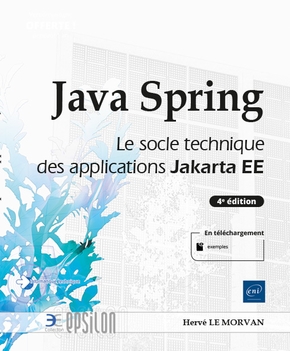 Java Spring
Le socle technique
des applications Jakarta EE
4e édition
En téléchargement
exemples
eni
Collection
epsilon
Hervé LE MORVAN